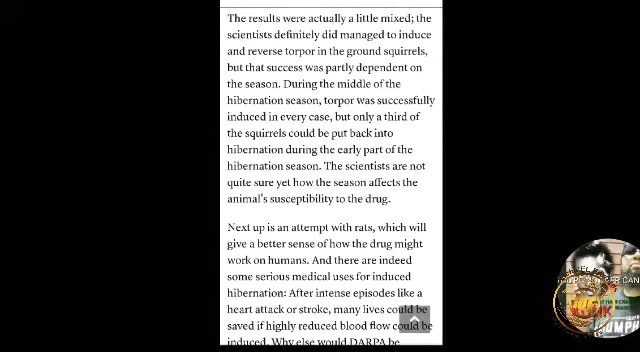 The results were actually a little mixed; the
scientists definitely did managed to induce
and reverse torpor in the ground squirrels,
but that success was partly dependent on
the season. During the middle of the
hibernation season, torpor was successfully
induced in every case, but only a third of
the squirrels could be put back into
hibernation during the early part of the
hibernation season. The scientists are not
quite sure yet how the season affects the
animal's susceptibility to the drug.
Next up is an attempt with rats, which will
give a better sense of how the drug might
work on humans. And there are indeed
some serious medical uses for induced
hibernation: After intense episodes like a
heart attack or stroke, many lives could be
saved if highly reduced blood flow could be
induced. Why else would DARPA be